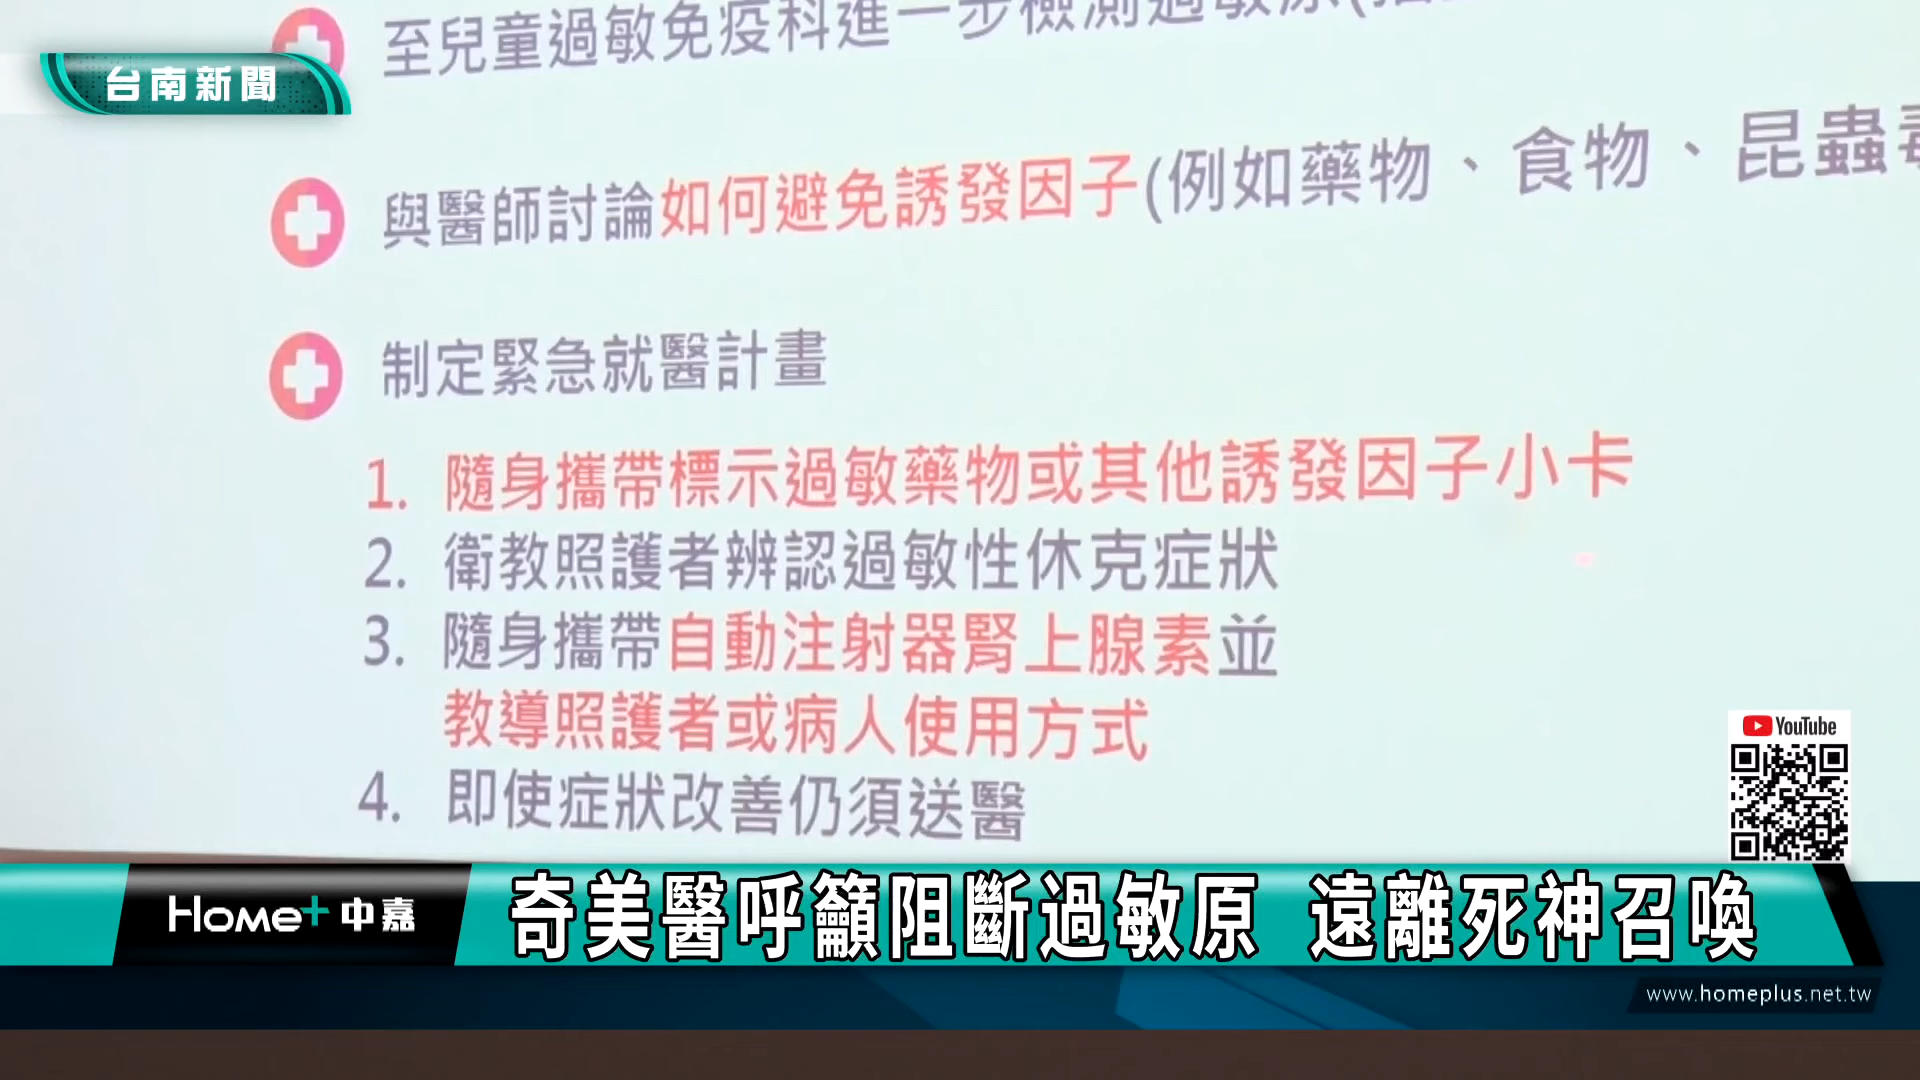 至兒童過敏免疫科進一步檢測過敏原
台南新聞
與醫師討論如何避免誘發因子(例如藥物、食物、昆蟲毒
制定緊急就醫計畫
1. 隨身攜帶標示過敏藥物或其他誘發因子小卡
2. 衛教照護者辨認過敏性休克症狀
3. 隨身攜帶自動注射器腎上腺素並
教導照護者或病人使用方式
4. 即使症狀改善仍須送醫
YouTube
Home+ 中嘉
奇美醫呼籲阻斷過敏原 遠離死神召喚
www.homeplus.net.tw